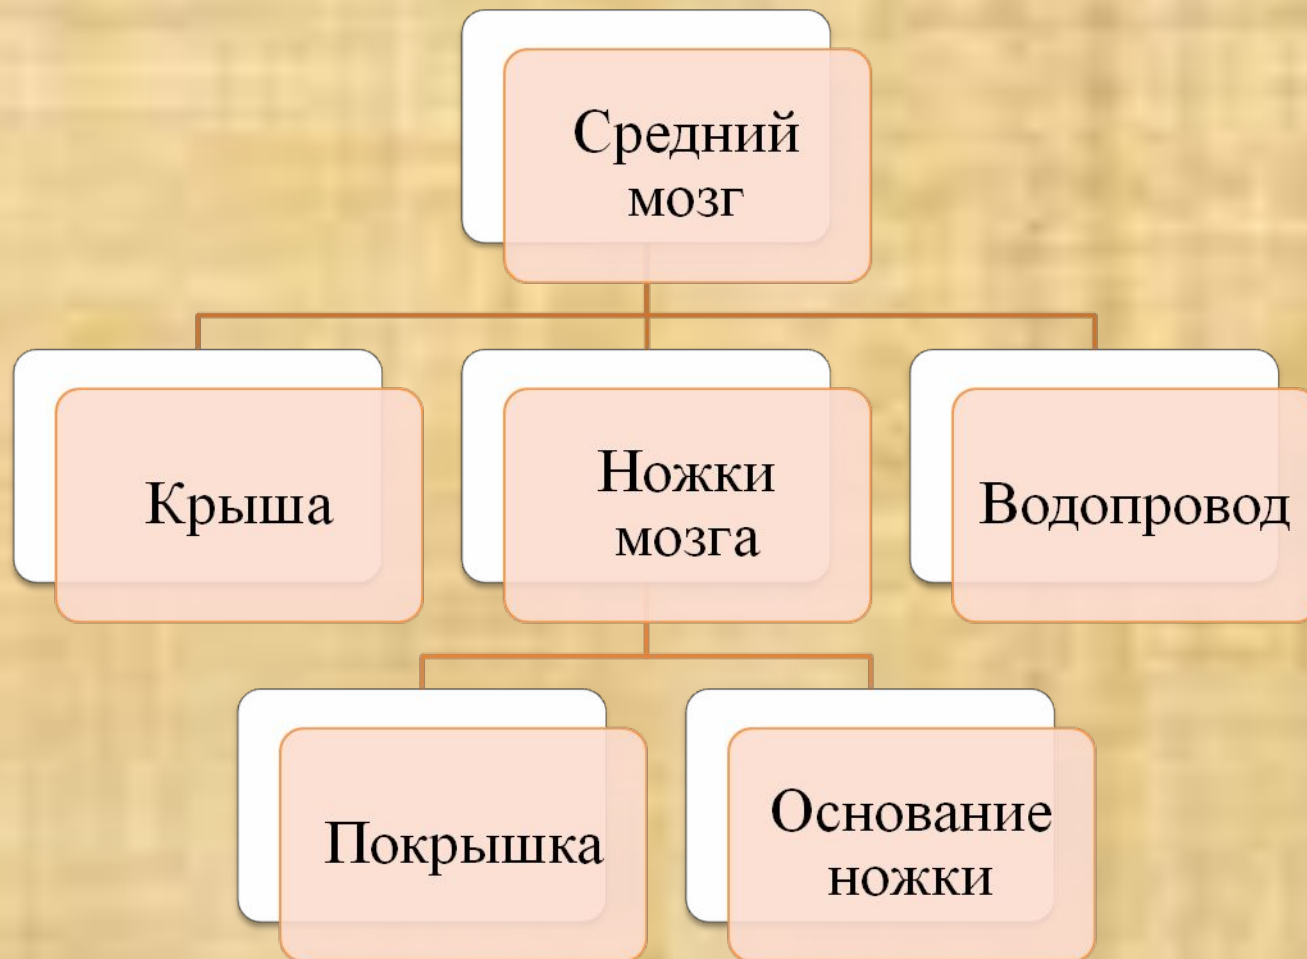 Средний
мозг
Крыша
Ножки
мозга
Водопровод
Покрышка
Основание
ножки